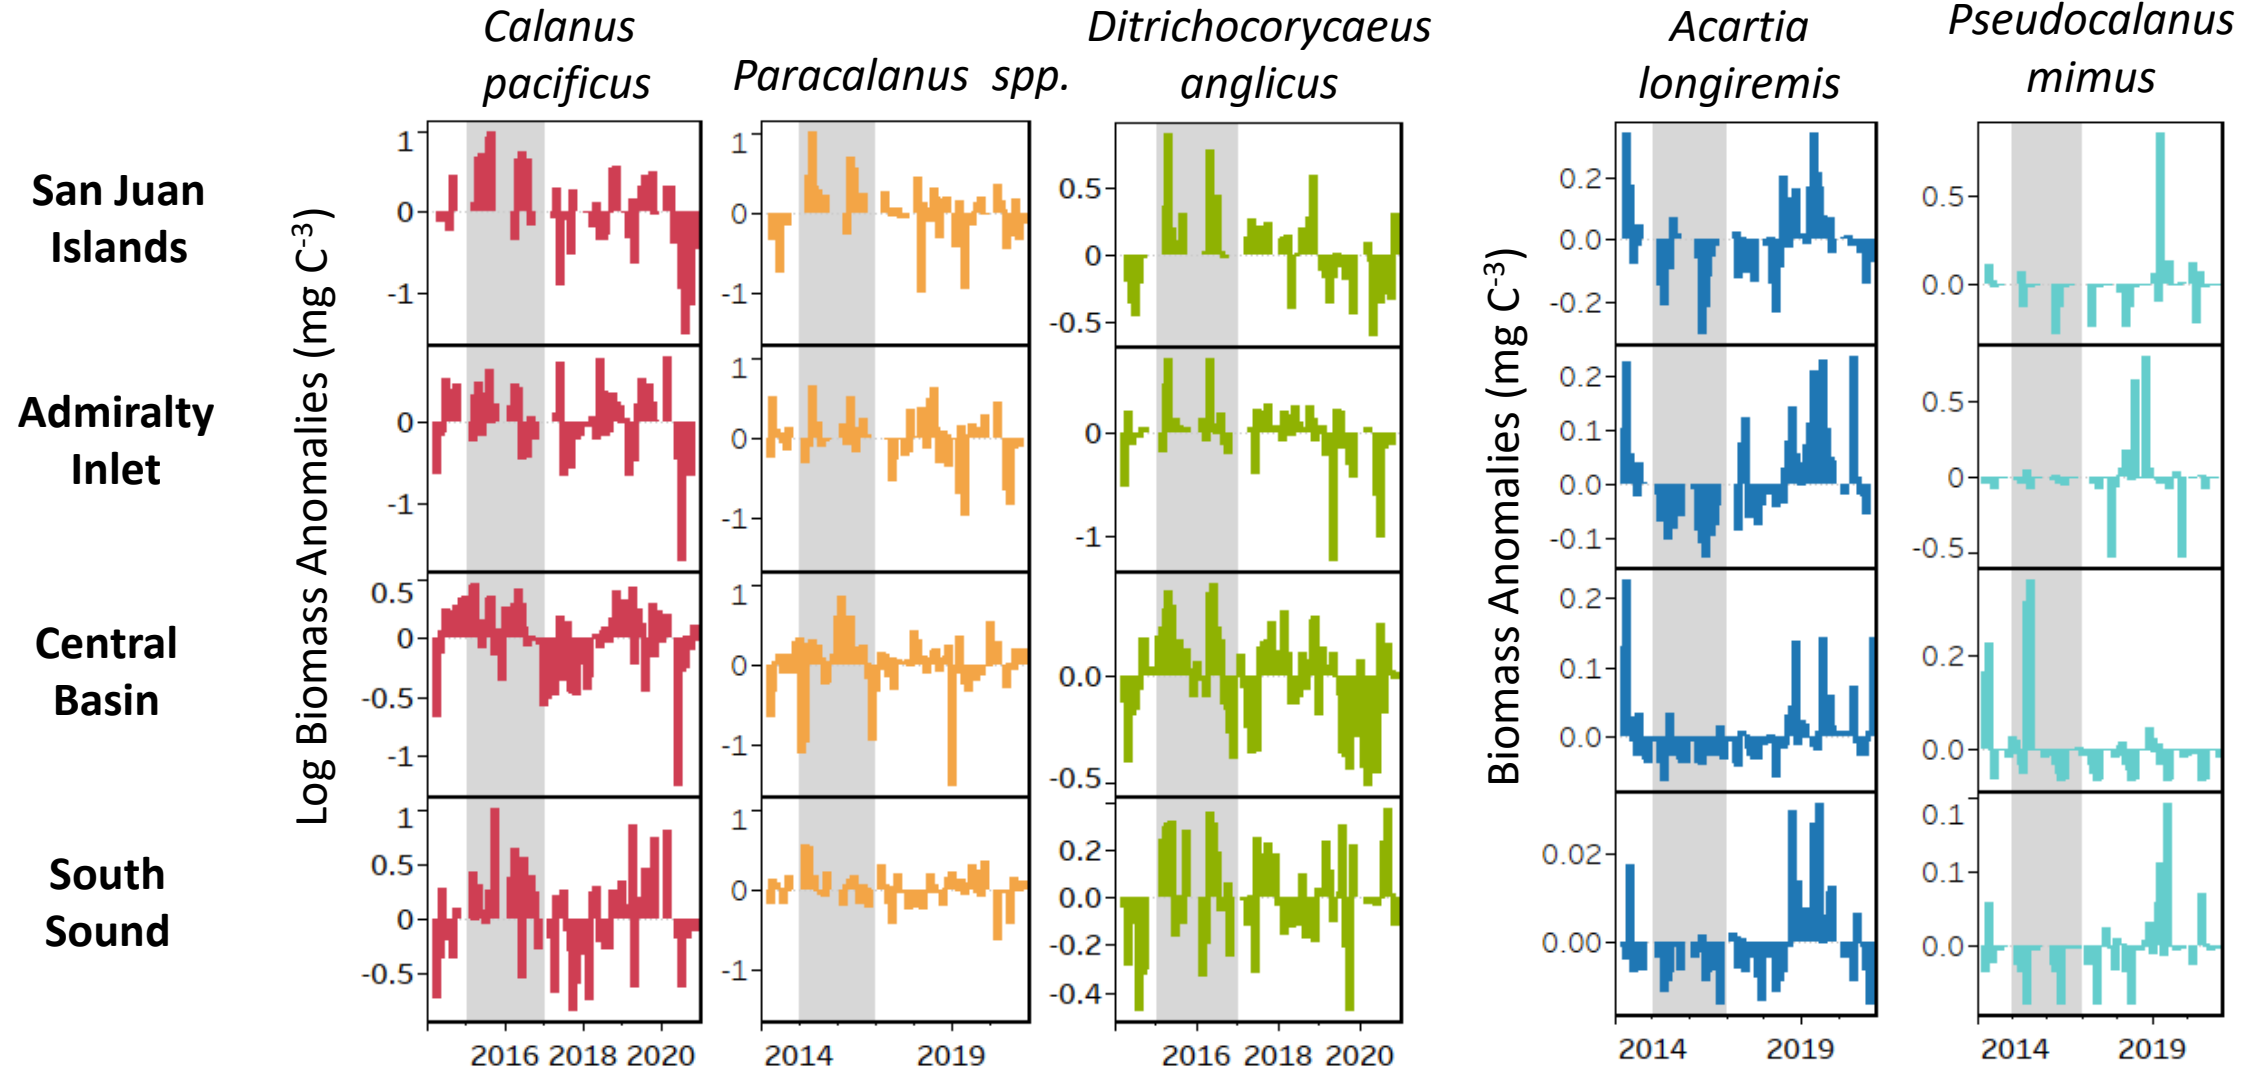 Calanus
pacificus
Paracalanus spp.
Ditrichocorycaeus
anglicus
Acartia
longiremis
Pseudocalanus
mimus
San Juan
Islands
Admiralty
Inlet
Central
Basin
South
Sound
Log Biomass Anomalies (mg C-3)
1
0
-1
0
-1
0.5
0
-0.5
-1
1
0.5
0
-0.5
2016 2018 2020
1
0
-1
1
0
-1
1
0
-1
1
0
-1
2014 2019
0.5
0
-0.5
0
-1
0.0
-0.5
0.2
0.0
-0.2
-0.4
2016 2018 2020
Biomass Anomalies (mg C-3)
0.2
0.0
-0.2
0.2
0.1
0.0
-0.1
0.2
0.1
0.0
0.02
0.00
2014 2019
0.5
0.0
0.5
0
-0.5
0.2
0.0
0.1
0.1
0.0
2014 2019